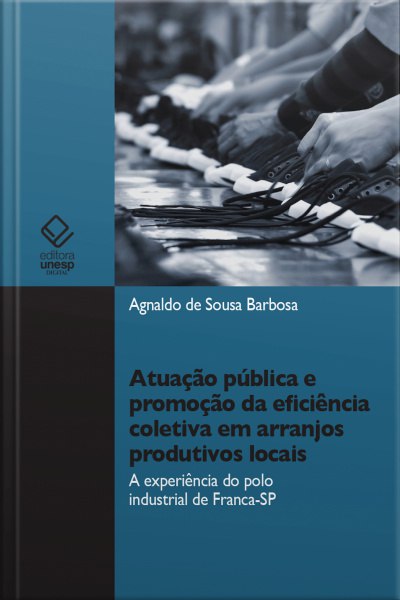 editora
unesp
DIGITAL
Agnaldo de Sousa Barbosa
Atuação pública e
promoção da eficiência
coletiva em arranjos
produtivos locais
A experiência do polo
industrial de Franca-SP